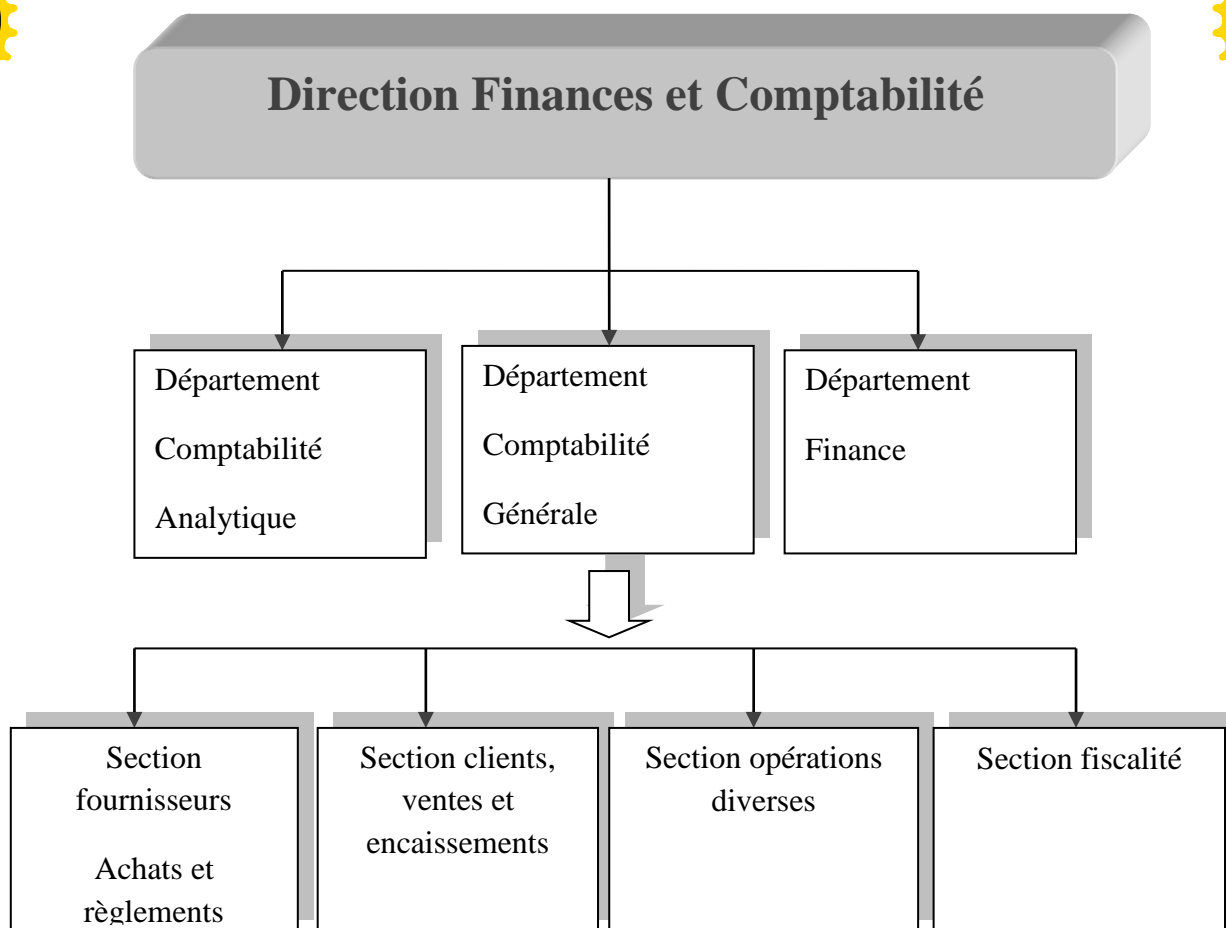 Direction Finances et Comptabilité
Département
Comptabilité
Analytique
Département
Comptabilité
Générale
Département
Finance
Section
fournisseurs
Achats et
règlements
Section clients,
ventes et
encaissements
Section opérations
diverses
Section fiscalité